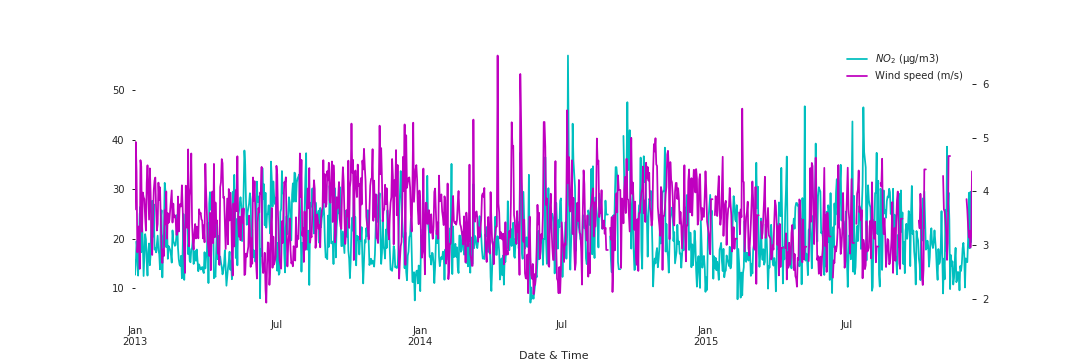 NO₂ (µg/m3)
Wind speed (m/s)
50
40
30
20
10
6
5
4
3
2
Jan
2013
Jul
Jan
2014
Jul
Jan
2015
Jul
Date & Time